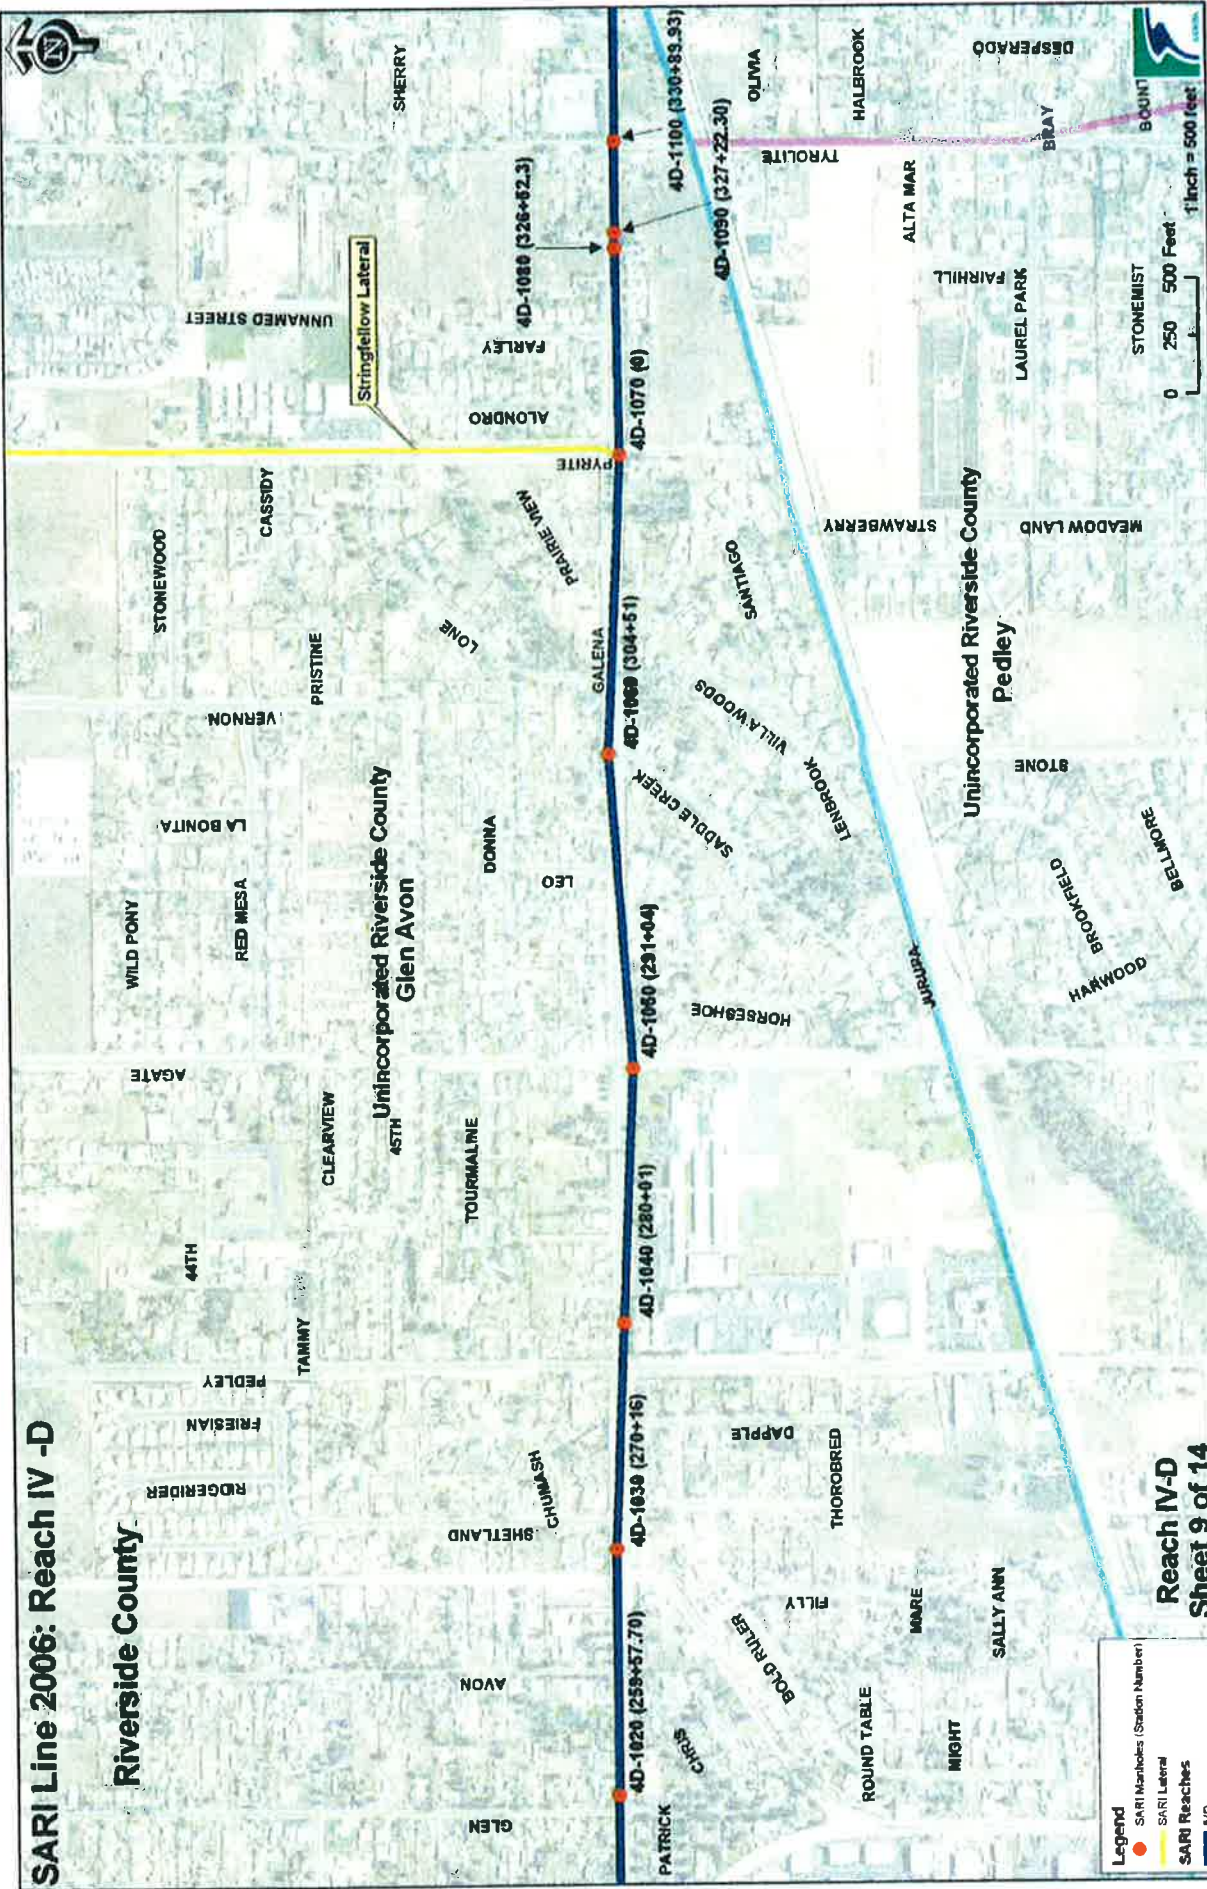 SARI Line 2006: Reach IV -D
Riverside County
N
SHERRY
UNNAMED STREET
Stringfellow Lateral
STONEWOOD
CASSIDY
VERNON
PRISTINE
LA BONITA
WILD PONY
RED MESA
AGATE
44TH
CLEARVIEW
TAMMY
PEDLEY
FRIESIAN
RIDGERIDER
Unincorporated Riverside County
Glen Avon
45TH
TOURMALINE
DONNA
LEO
LONE
PRAIRIE VIEW
PYRITE
ALONDRO
FARLEY
GALENA
SHETLAND
CHUMASH
AVON
GLEN
4D-1020 (259+57.70)
4D-1030 (270+16)
4D-1040 (280+01)
4D-1050 (291+04)
4D-1060 (304+51)
4D-1070 (0)
4D-1080 (326+62.3)
4D-1090 (327+22.30)
4D-1100 (330+89.93)
PATRICK
CHRIS
BOLD RULER
FILLY
DAPPLE
THOROBRED
ROUND TABLE
MARE
MIGHT
SALLY ANN
HORSESHOE
SADDLE CREEK
VILLA WOODS
LENBROOK
SANTIAGO
JURUPA
STRAWBERRY
TYROLITE
OLIVIA
HALBROOK
DESPERADO
ALTA MAR
FAIRHILL
LAUREL PARK
BRAY
BOUNT
STONEMIST
MEADOW LAND
Unincorporated Riverside County
Pedley
STONE
BROOKFIELD
BELLMORE
HARWOOD
0 250 500 Feet
1 inch = 500 feet
Reach IV-D
Sheet 9 of 14
Legend
SARI Manholes (Station Number)
SARI Lateral
SARI Reaches